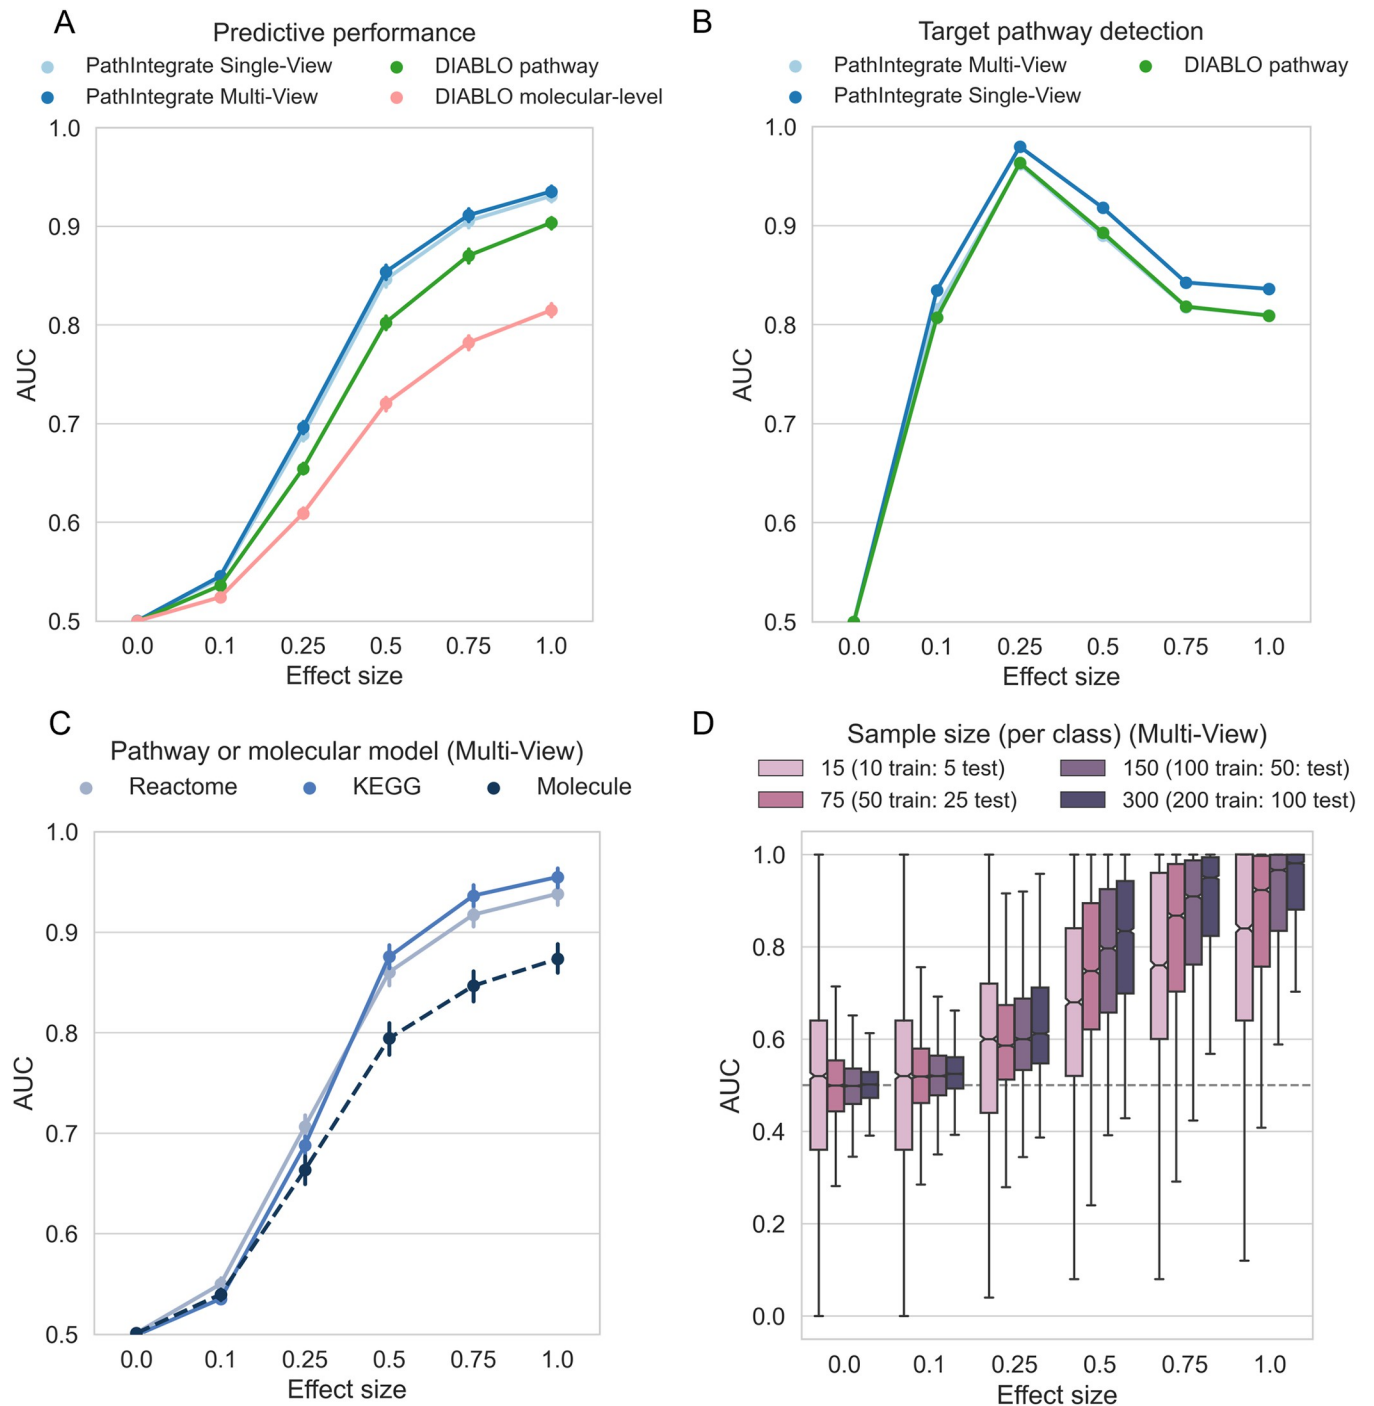 A
Predictive performance
PathIntegrate Single-View
DIABLO pathway
PathIntegrate Multi-View
DIABLO molecular-level
1.0
0.9
0.8
0.7
0.6
0.5
AUC
0.0 0.1 0.25 0.5 0.75 1.0
Effect size
B
Target pathway detection
PathIntegrate Multi-View
DIABLO pathway
PathIntegrate Single-View
1.0
0.9
0.8
0.7
0.6
0.5
AUC
0.0 0.1 0.25 0.5 0.75 1.0
Effect size
C
Pathway or molecular model (Multi-View)
Reactome KEGG Molecule
1.0
0.9
0.8
0.7
0.6
0.5
AUC
0.0 0.1 0.25 0.5 0.75 1.0
Effect size
D
Sample size (per class) (Multi-View)
15 (10 train: 5 test)
150 (100 train: 50: test)
75 (50 train: 25 test)
300 (200 train: 100 test)
1.0
0.8
0.6
0.4
0.2
0.0
AUC
0.0 0.1 0.25 0.5 0.75 1.0
Effect size